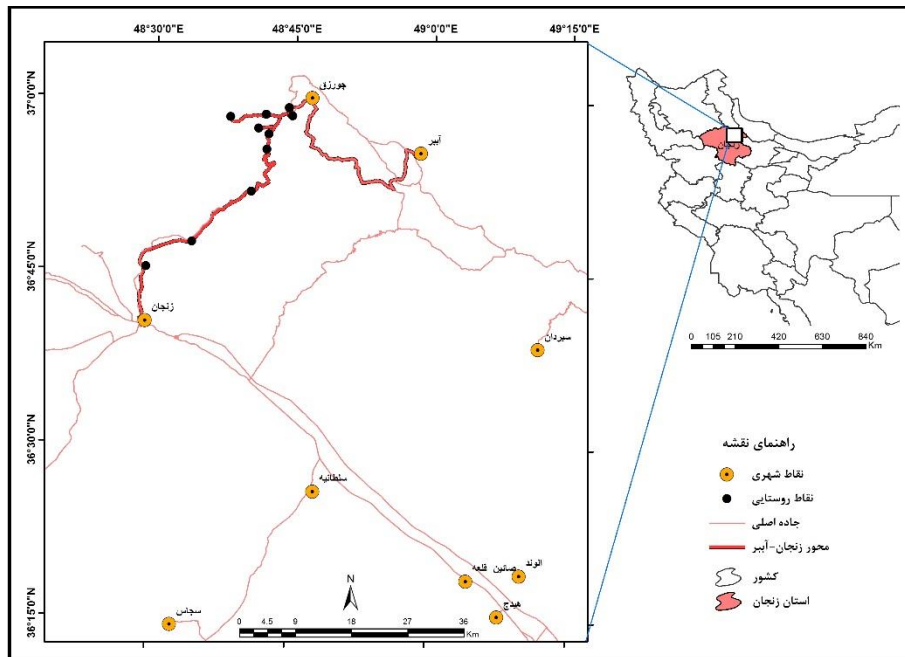 48°30'0"E 48°45'0"E 49°0'0"E 49°15'0"E
37°0'0"N
36°45'0"N
36°30'0"N
36°15'0"N
جورزق
آببر
زنجان
سیردان
سلطانیه
الوند
صائین قلعه
هیدج
سجاس
N
0 4.5 9 18 27 36
Km
زنجان
0 105 210 420 630 840
Km
راهنمای نقشه
نقاط شهری
نقاط روستایی
جاده اصلی
محور زنجان-آببر
کشور
استان زنجان